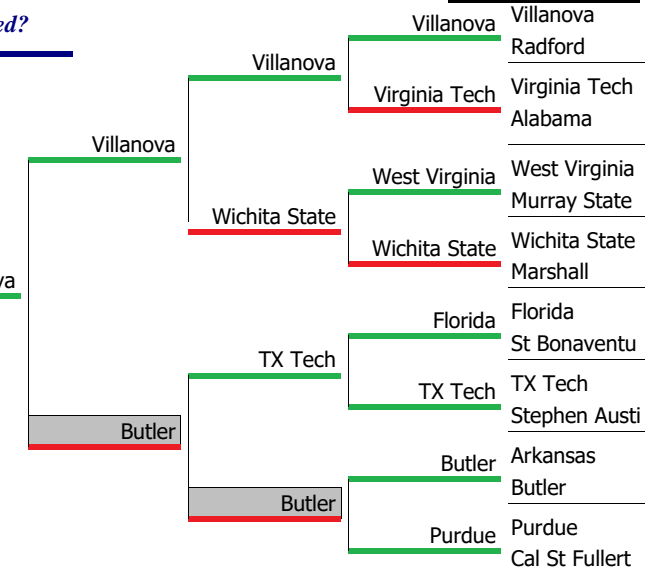 ed?
Villanova
Villanova
Radford
Villanova
Virginia Tech
Virginia Tech
Alabama
Villanova
West Virginia
West Virginia
Murray State
Wichita State
Wichita State
Wichita State
Marshall
va
Florida
Florida
St Bonaventu
TX Tech
TX Tech
TX Tech
Stephen Austi
Butler
Butler
Arkansas
Butler
Butler
Purdue
Purdue
Cal St Fullert